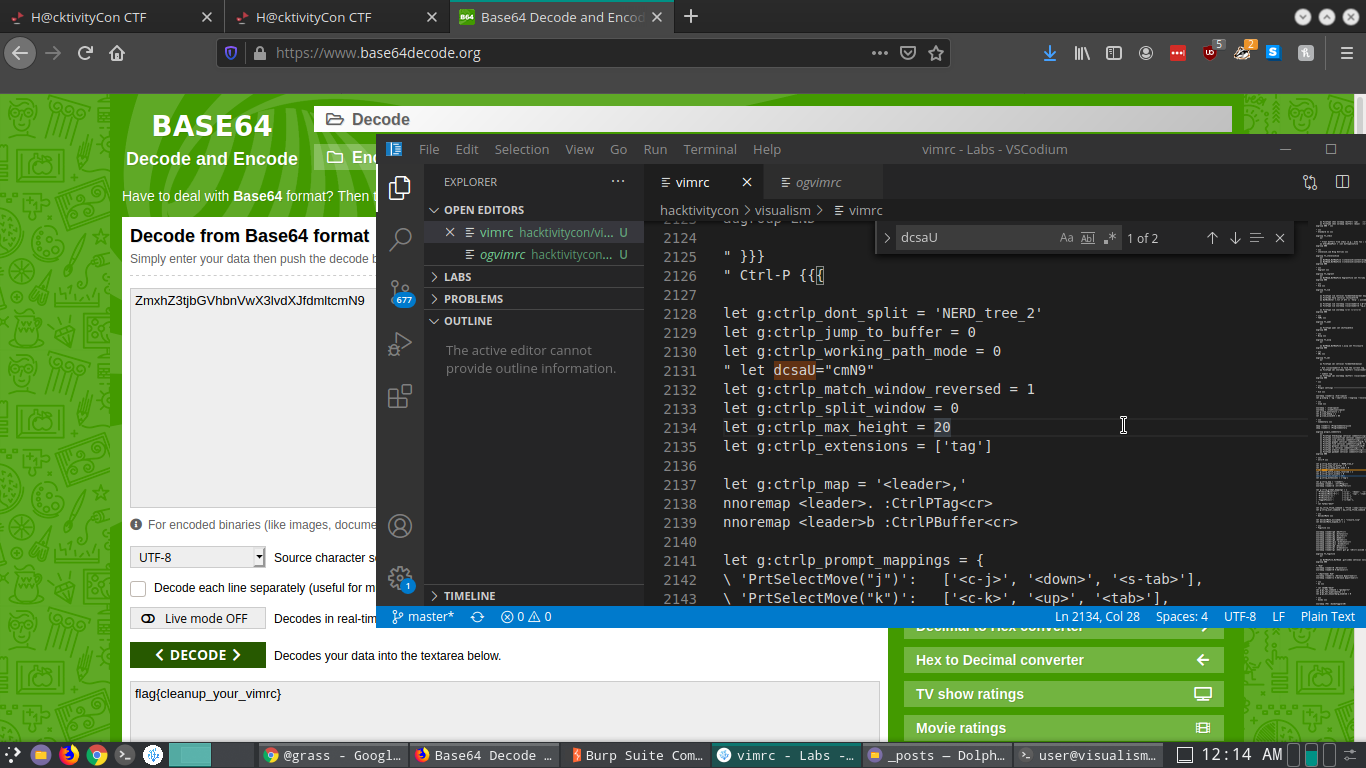 H@cktivityCon CTF
H@cktivityCon CTF
B64 Base64 Decode and Encod
https://www.base64decode.org
5
2
BASE64
Decode and Encode
Decode
Have to deal with Base64 format? Then
Decode from Base64 format
Simply enter your data then push the decode b
ZmxhZ3tjbGVhbnVwX3lvdXJfdmltcmN9
For encoded binaries (like images, docume
UTF-8
Source character s
Decode each line separately (useful for m
Live mode OFF
Decodes in real-tim
DECODE
Decodes your data into the textarea below.
flag{cleanup_your_vimrc}
File Edit Selection View Go Run Terminal Help
vimrc - Labs - VSCodium
EXPLORER
OPEN EDITORS
vimrc hacktivitycon/vi... U
ogvimrc hacktivitycon... U
LABS
PROBLEMS
OUTLINE
The active editor cannot
provide outline information.
TIMELINE
677
1
vimrc
ogvimrc
hacktivitycon
visualism
vimrc
dcsaU
Aa Abl .*
1 of 2
2124
2125 " }}}
2126 " Ctrl-P {{{
2127
2128 let g:ctrlp_dont_split = 'NERD_tree_2'
2129 let g:ctrlp_jump_to_buffer = 0
2130 let g:ctrlp_working_path_mode = 0
2131 " let dcsaU="cmN9"
2132 let g:ctrlp_match_window_reversed = 1
2133 let g:ctrlp_split_window = 0
2134 let g:ctrlp_max_height = 20
2135 let g:ctrlp_extensions = ['tag']
2136
2137 let g:ctrlp_map = '<leader>,'
2138 nnoremap <leader>. :CtrlPTag<cr>
2139 nnoremap <leader>b :CtrlPBuffer<cr>
2140
2141 let g:ctrlp_prompt_mappings = {
2142 \ 'PrtSelectMove("j")': ['<c-j>', '<down>', '<s-tab>'],
2143 \ 'PrtSelectMove("k")': ['<c-k>', '<up>', '<tab>'],
master*
0 0
Ln 2134, Col 28
Spaces: 4
UTF-8
LF
Plain Text
Decimal to Hex converter
Hex to Decimal converter
TV show ratings
Movie ratings
@grass - Googl...
Base64 Decode ...
Burp Suite Com...
vimrc - Labs -...
_posts — Dolph...
user@visualism...
12:14 AM